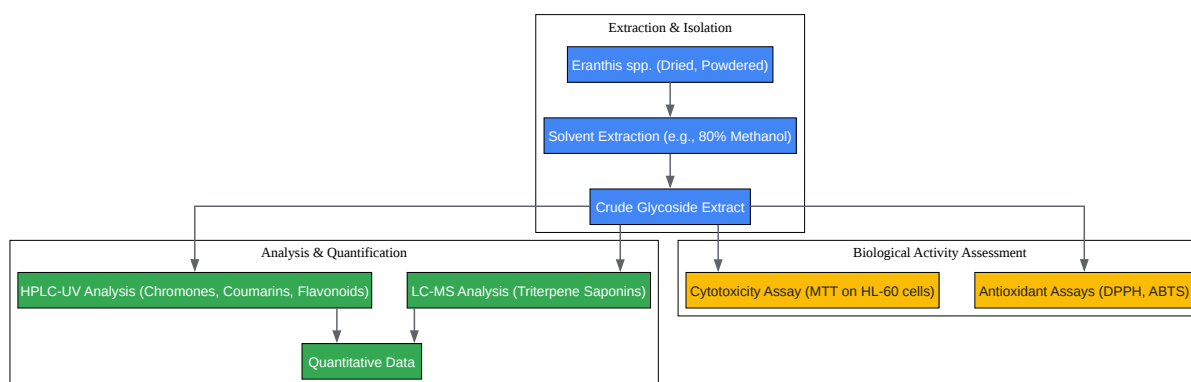 Extraction & Isolation
Eranthis spp. (Dried, Powdered)
Solvent Extraction (e.g., 80% Methanol)
Crude Glycoside Extract
Analysis & Quantification
Biological Activity Assessment
HPLC-UV Analysis (Chromones, Coumarins, Flavonoids)
LC-MS Analysis (Triterpene Saponins)
Cytotoxicity Assay (MTT on HL-60 cells)
Antioxidant Assays (DPPH, ABTS)
Quantitative Data